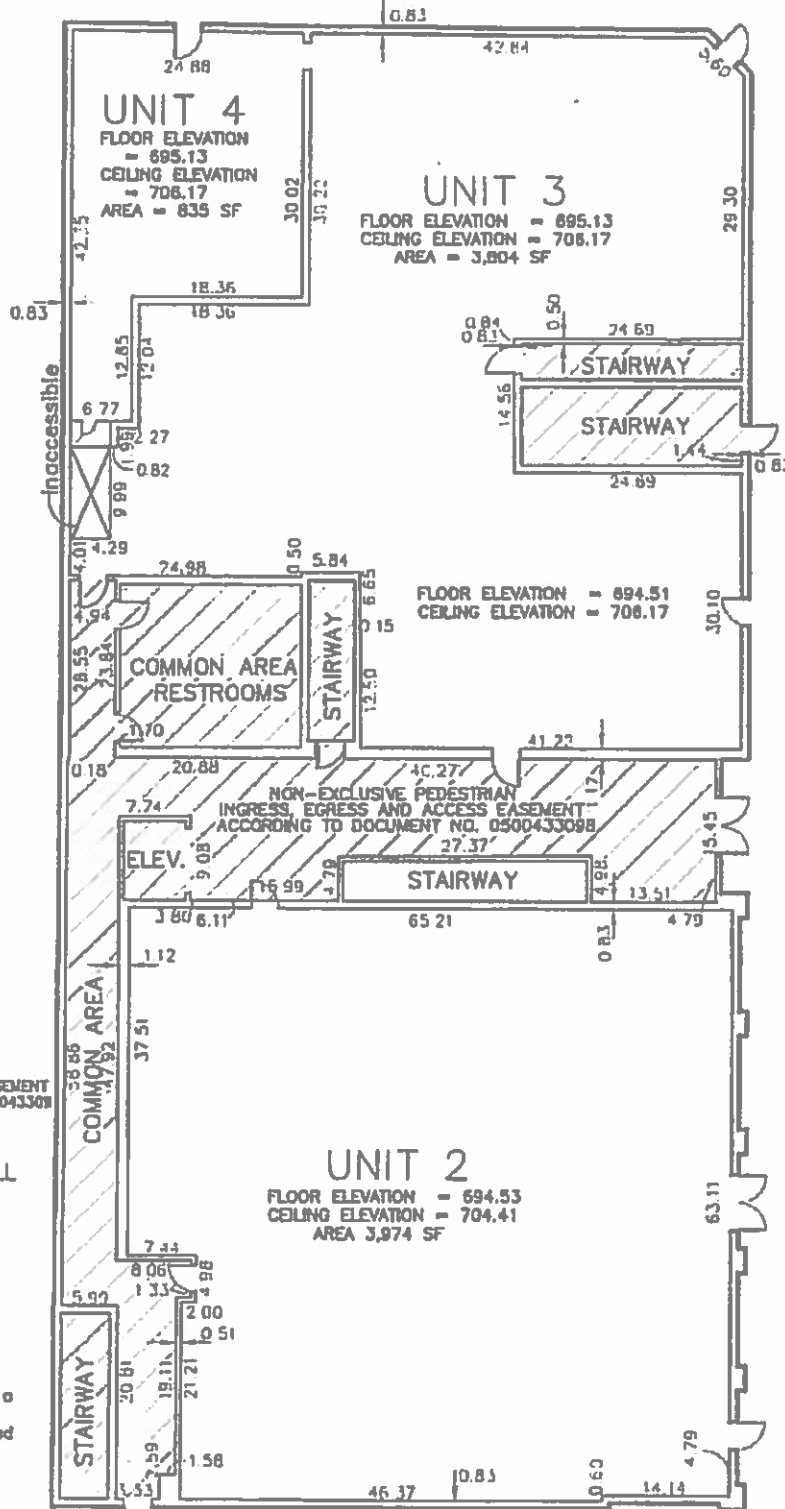 0.83
24.88
42.84
UNIT 4
FLOOR ELEVATION
= 695.13
CEILING ELEVATION
= 706.17
AREA = 835 SF
30.02
30.22
UNIT 3
FLOOR ELEVATION = 695.13
CEILING ELEVATION = 706.17
AREA = 3,804 SF
29.30
42.35
0.83
18.36
18.36
12.65
12.04
0.84
0.83
0.50
24.69
STAIRWAY
14.56
STAIRWAY
1.44
0.83
24.69
Inaccessible
6.77
2.27
1.99
0.82
9.99
4.29
4.01
24.98
0.50
5.84
6.65
FLOOR ELEVATION = 694.51
CEILING ELEVATION = 706.17
0.15
30.10
28.55
23.84
COMMON AREA
RESTROOMS
STAIRWAY
12.50
1.70
41.22
0.18
20.88
40.27
NON-EXCLUSIVE PEDESTRIAN
INGRESS, EGRESS AND ACCESS EASEMENT
ACCORDING TO DOCUMENT NO. 0500433098
7.74
27.37
15.45
ELEV.
9.08
4.79
STAIRWAY
4.98
16.99
13.51
3.80
6.11
65.21
4.79
0.83
1.12
37.51
COMMON AREA
UNIT 2
FLOOR ELEVATION = 694.53
CEILING ELEVATION = 704.41
AREA 3,974 SF
63.11
7.44
8.06
1.33
4.98
5.90
2.00
0.51
STAIRWAY
20.81
19.11
21.21
1.58
3.53
46.37
0.83
0.60
14.14
4.79